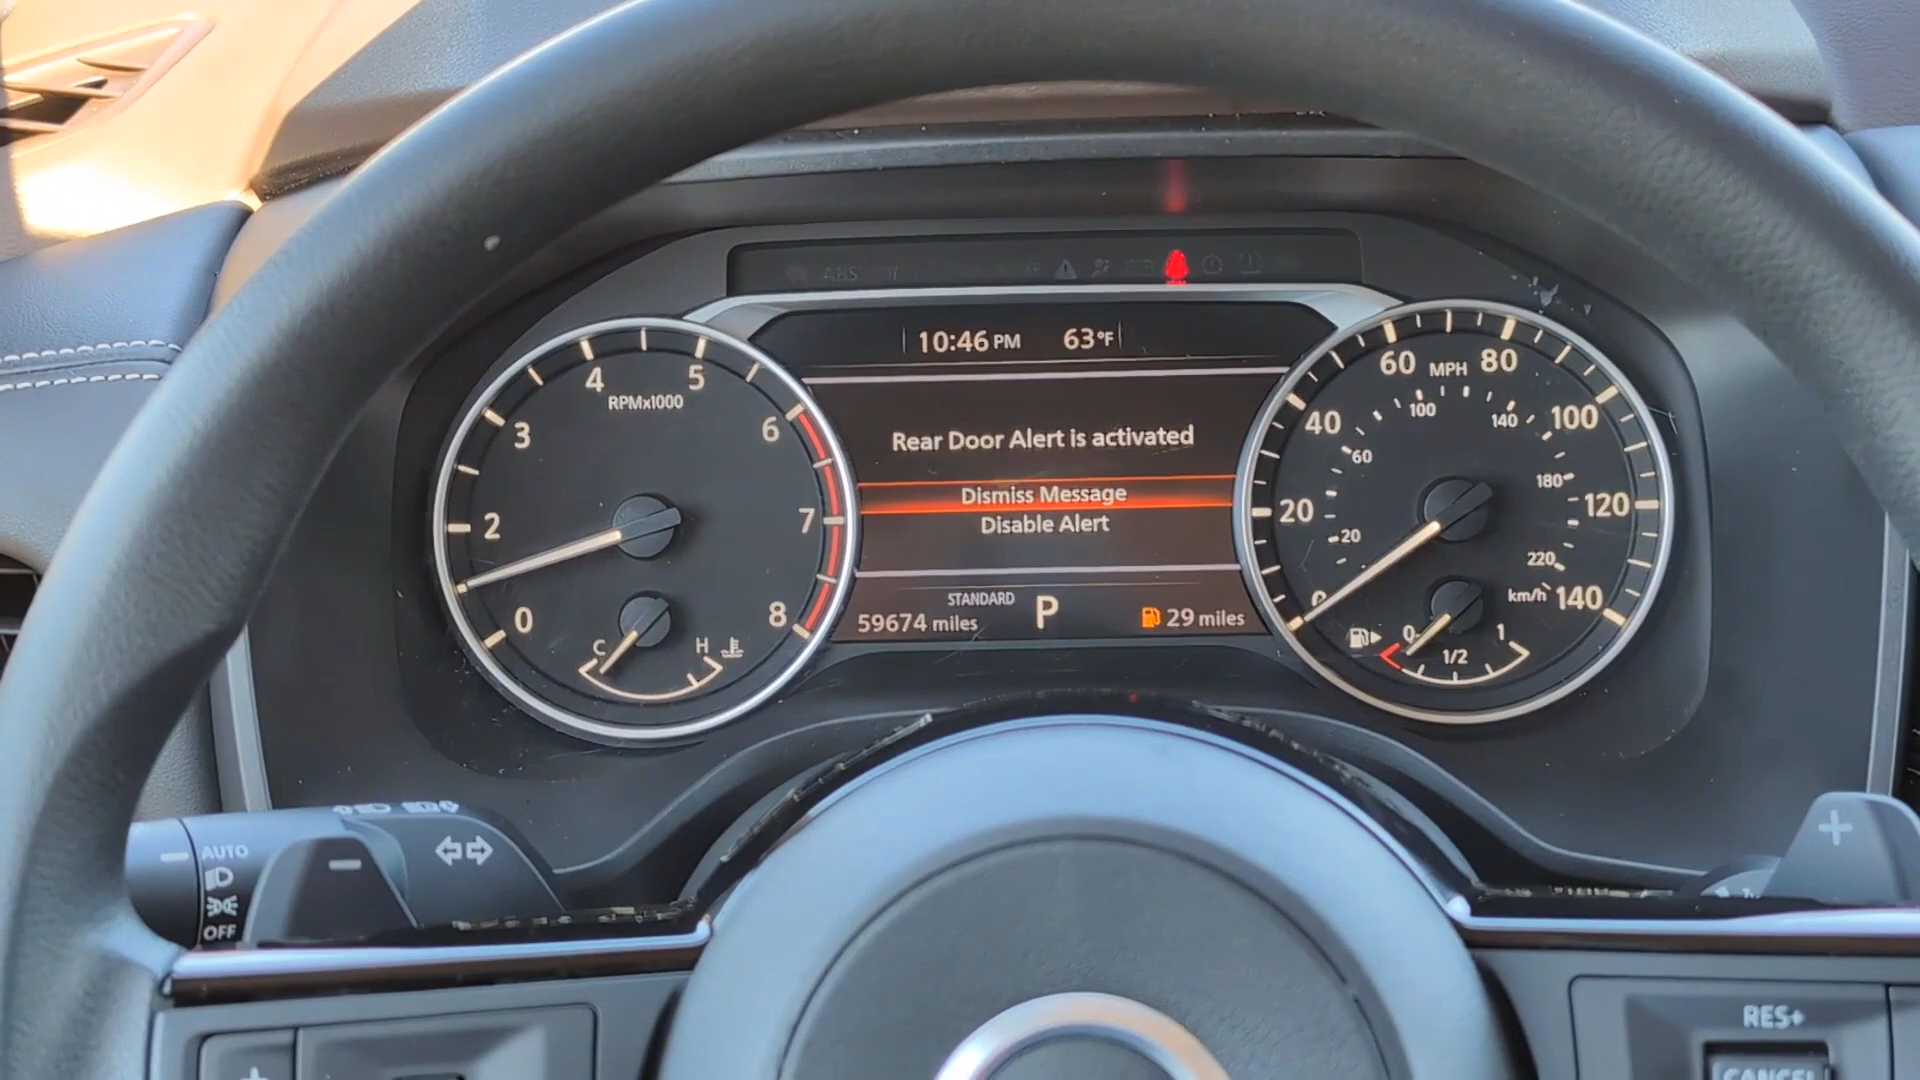 ABS
10:46 PM 63°F
4 5
RPMx1000
3 6
2 7
0 8
C H
Rear Door Alert is activated
Dismiss Message
Disable Alert
STANDARD
59674 miles P 29 miles
60 MPH 80
40 100
100 140
60 180
20 120
20 220
0 km/h 140
0 1
1/2
AUTO
OFF
RES+
CANCEL